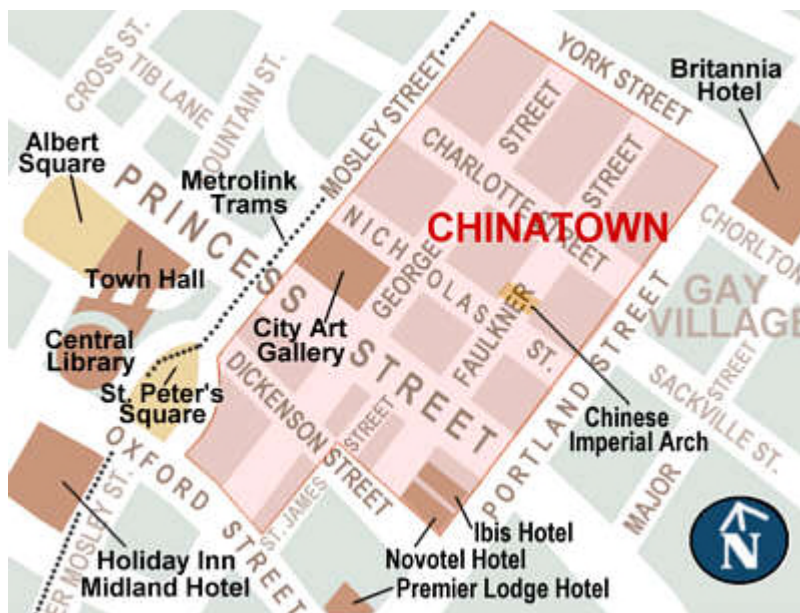 CROSS ST.
TIB LANE
OUNTAIN ST.
MOSLEY STREET
YORK STREET
Britannia
Hotel
Albert
Square
PRINCESS STREET
Metrolink
Trams
STREET
STREET
CHARLOTTE STREET
CHINATOWN
NICHOLAS ST.
CHORLTON
GAY
VILLAGE
Town Hall
GEORGE
City Art
Gallery
FAULKNER
Central
Library
St. Peter's
Square
DICKENSON STREET
STREET
PORTLAND STREET
STREET
SACKVILLE ST.
Chinese
Imperial Arch
OXFORD STREET
ER MOSLEY ST.
ST. JAMES
MAJOR
Ibis Hotel
Novotel Hotel
Holiday Inn
Midland Hotel
Premier Lodge Hotel
N